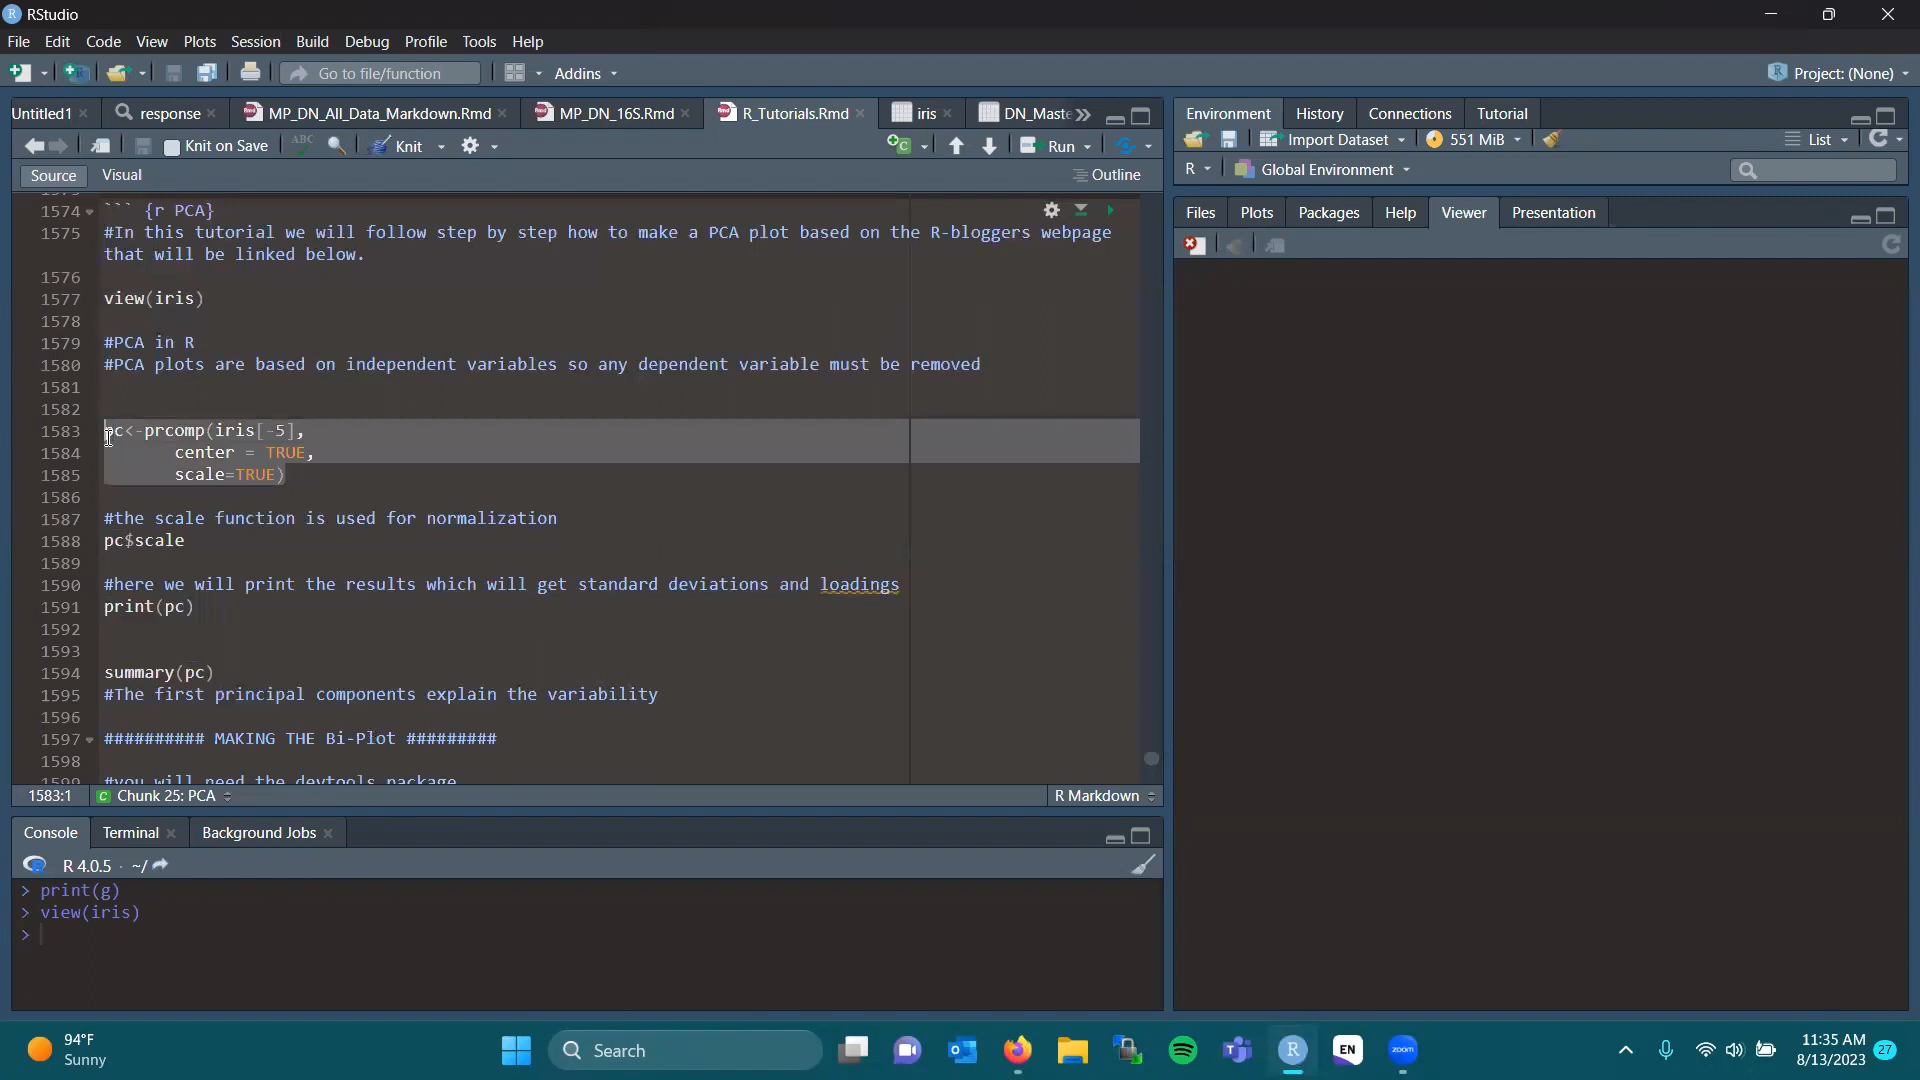 RStudio
File Edit Code View Plots Session Build Debug Profile Tools Help
Go to file/function Addins Project: (None)
Untitled1 response MP_DN_All_Data_Markdown.Rmd MP_DN_16S.Rmd R_Tutorials.Rmd iris DN_Maste
Knit on Save ABC Knit Run
Source Visual Outline
1574 ``` {r PCA}
1575 #In this tutorial we will follow step by step how to make a PCA plot based on the R-bloggers webpage
that will be linked below.
1576
1577 view(iris)
1578
1579 #PCA in R
1580 #PCA plots are based on independent variables so any dependent variable must be removed
1581
1582
1583 pc<-prcomp(iris[-5],
1584 center = TRUE,
1585 scale=TRUE)
1586
1587 #the scale function is used for normalization
1588 pc$scale
1589
1590 #here we will print the results which will get standard deviations and loadings
1591 print(pc)
1592
1593
1594 summary(pc)
1595 #The first principal components explain the variability
1596
1597 ########## MAKING THE Bi-Plot #########
1598
1599 #you will need the devtools package
1583:1 Chunk 25: PCA R Markdown
Console Terminal Background Jobs
R 4.0.5 · ~/
> print(g)
> view(iris)
>
Environment History Connections Tutorial
Import Dataset 551 MiB List
R Global Environment
Files Plots Packages Help Viewer Presentation
94°F
Sunny
Search
EN
zoom
11:35 AM
8/13/2023
27